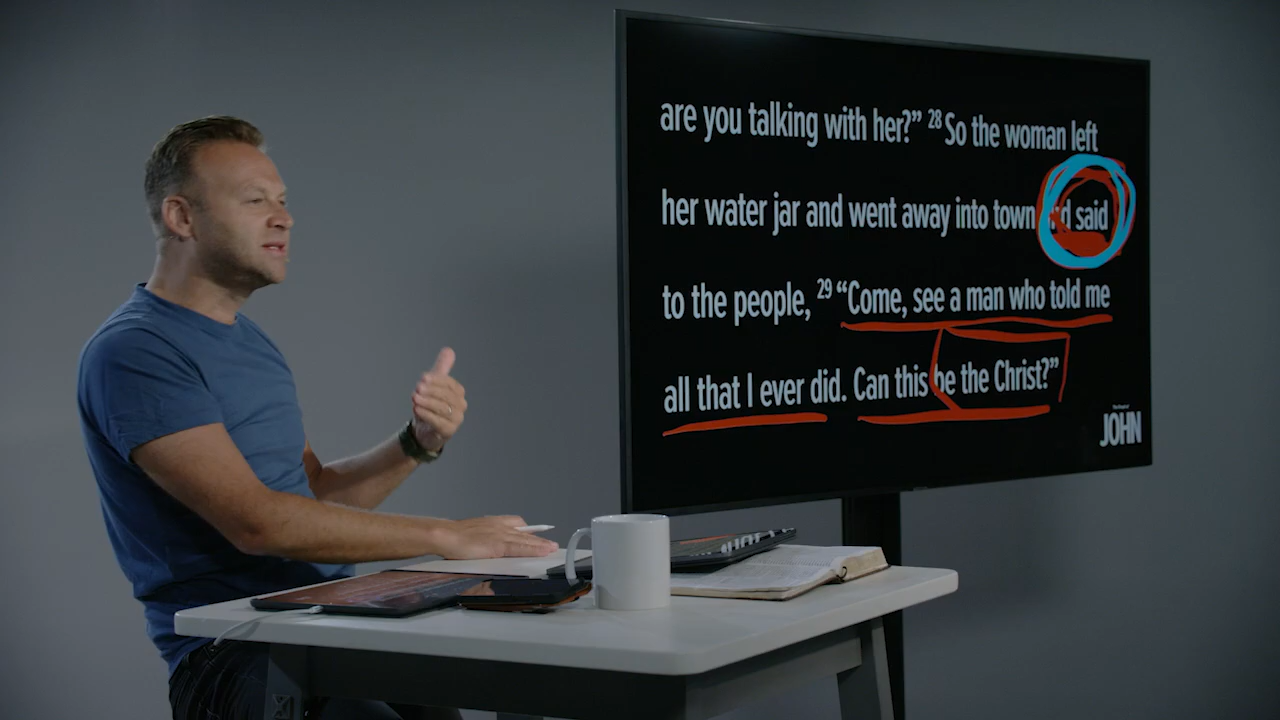 are you talking with her?” 28 So the woman left
her water jar and went away into town and said
to the people, 29 “Come, see a man who told me
all that I ever did. Can this be the Christ?”
JOHN